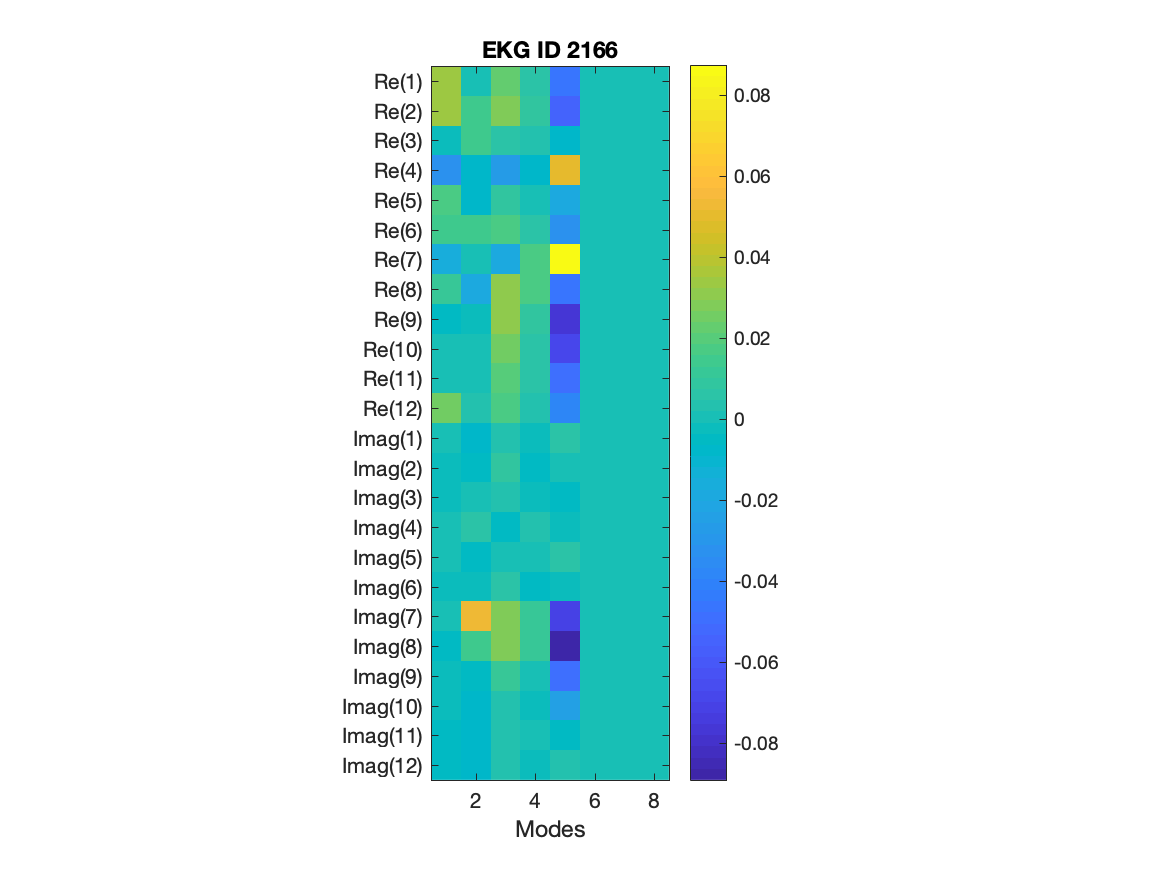 EKG ID 2166
Re(1)
Re(2)
Re(3)
Re(4)
Re(5)
Re(6)
Re(7)
Re(8)
Re(9)
Re(10)
Re(11)
Re(12)
Imag(1)
Imag(2)
Imag(3)
Imag(4)
Imag(5)
Imag(6)
Imag(7)
Imag(8)
Imag(9)
Imag(10)
Imag(11)
Imag(12)
2 4 6 8
Modes
0.08
0.06
0.04
0.02
0
-0.02
-0.04
-0.06
-0.08